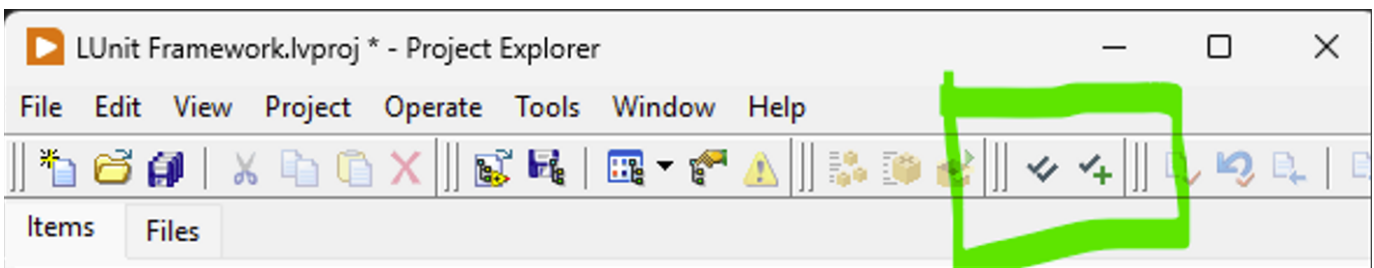 LUnit Framework.lvproj * - Project Explorer
File Edit View Project Operate Tools Window Help
Items Files